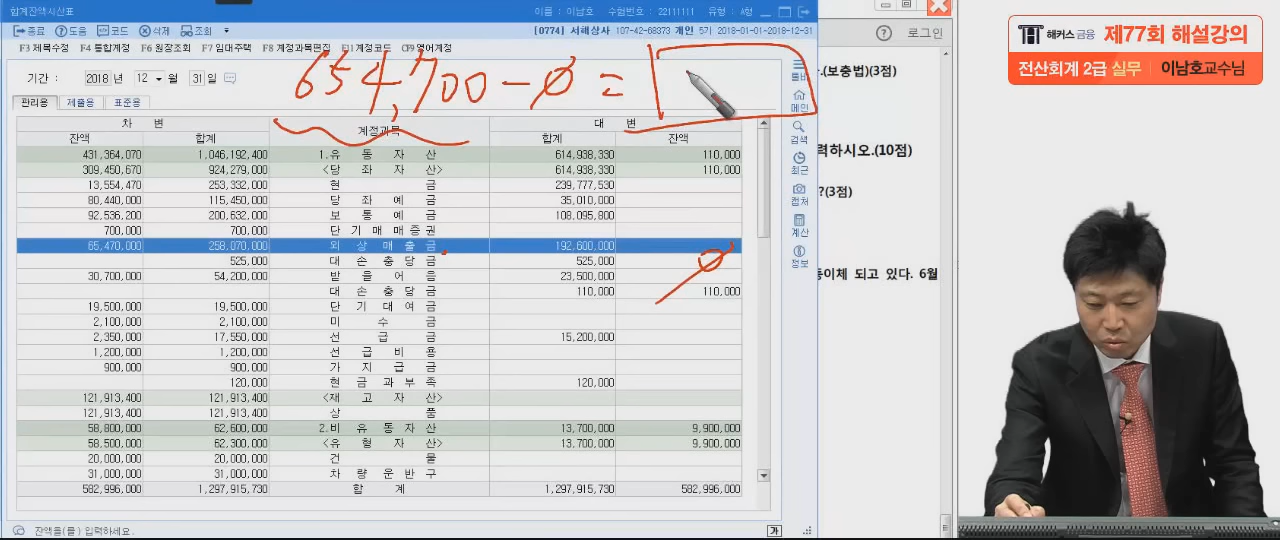 합계잔액시산표
이름 : 이남호 수험번호 : 22111111 유형 : A형
종료 도움 코드 삭제 조회
[0774] 서해상사 107-42-68373 개인 5기 2018-01-01~2018-12-31
F3 제목수정 F4 통합계정 F6 원장조회 F7 임대주택 F8 계정과목편집 F11 계정코드 CF9 영어계정
기간 : 2018 년 12 월 31 일
654,700 - 0 =
관리용 제출용 표준용
차 변 계정과목 대 변
잔액 합계 합계 잔액
431,364,070 1,046,192,400 1.유 동 자 산 614,938,330 110,000
309,450,670 924,279,000 <당 좌 자 산> 614,938,330 110,000
13,554,470 253,332,000 현 금 239,777,530
80,440,000 115,450,000 당 좌 예 금 35,010,000
92,536,200 200,632,000 보 통 예 금 108,095,800
700,000 700,000 단 기 매 매 증 권
65,470,000 258,070,000 외 상 매 출 금 192,600,000
525,000 대 손 충 당 금 525,000 0
30,700,000 54,200,000 받 을 어 음 23,500,000
대 손 충 당 금 110,000 110,000
19,500,000 19,500,000 단 기 대 여 금
2,100,000 2,100,000 미 수 금
2,350,000 17,550,000 선 급 금 15,200,000
1,200,000 1,200,000 선 급 비 용
900,000 900,000 가 지 급 금
120,000 현 금 과 부 족 120,000
121,913,400 121,913,400 <재 고 자 산>
121,913,400 121,913,400 상 품
58,800,000 62,600,000 2.비 유 동 자 산 13,700,000 9,900,000
58,500,000 62,300,000 <유 형 자 산> 13,700,000 9,900,000
20,000,000 20,000,000 건 물
31,000,000 31,000,000 차 량 운 반 구
582,996,000 1,297,915,730 합 계 1,297,915,730 582,996,000
잔액을(를) 입력하세요.
가
툴바
메인
검색
최근
캡처
계산
정보
로그인
.(보충법)(3점)
력하시오.(10점)
?(3점)
동이체 되고 있다. 6월
해커스 금융 제77회 해설강의
전산회계 2급 실무 이남호교수님